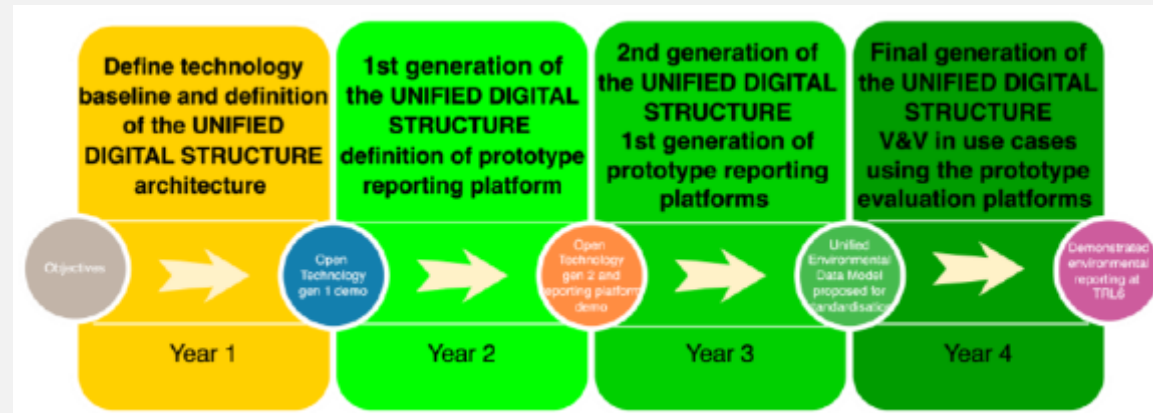 Define technology
baseline and definition
of the UNIFIED
DIGITAL STRUCTURE
architecture
1st generation of
the UNIFIED DIGITAL
STRUCTURE
definition of prototype
reporting platform
2nd generation of
the UNIFIED DIGITAL
STRUCTURE
1st generation of
prototype reporting
platforms
Final generation of
the UNIFIED DIGITAL
STRUCTURE
V&V in use cases
using the prototype
evaluation platforms
Objectives
Open
Technology
gen 1 demo
Open
Technology
gen 2 and
reporting platform
demo
Unified
Environmental
Data Model
proposed for
standardisation
Demonstrated
environmental
reporting at
TRL6
Year 1
Year 2
Year 3
Year 4